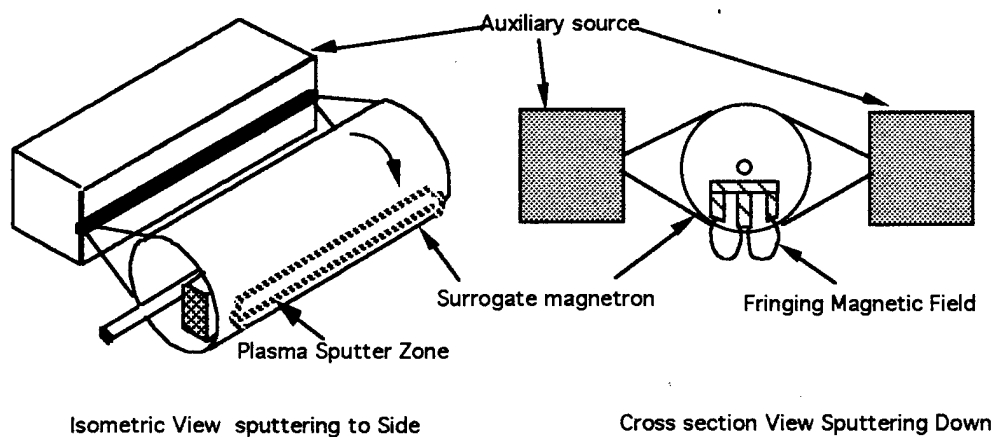 Auxiliary source
Surrogate magnetron
Fringing Magnetic Field
Plasma Sputter Zone
Isometric View sputtering to Side
Cross section View Sputtering Down